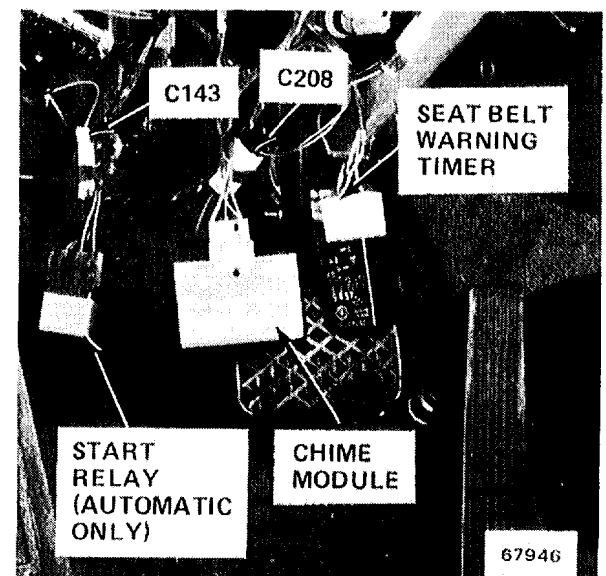 C143
C208
SEAT BELT
WARNING
TIMER
START
RELAY
(AUTOMATIC
ONLY)
CHIME
MODULE
67946